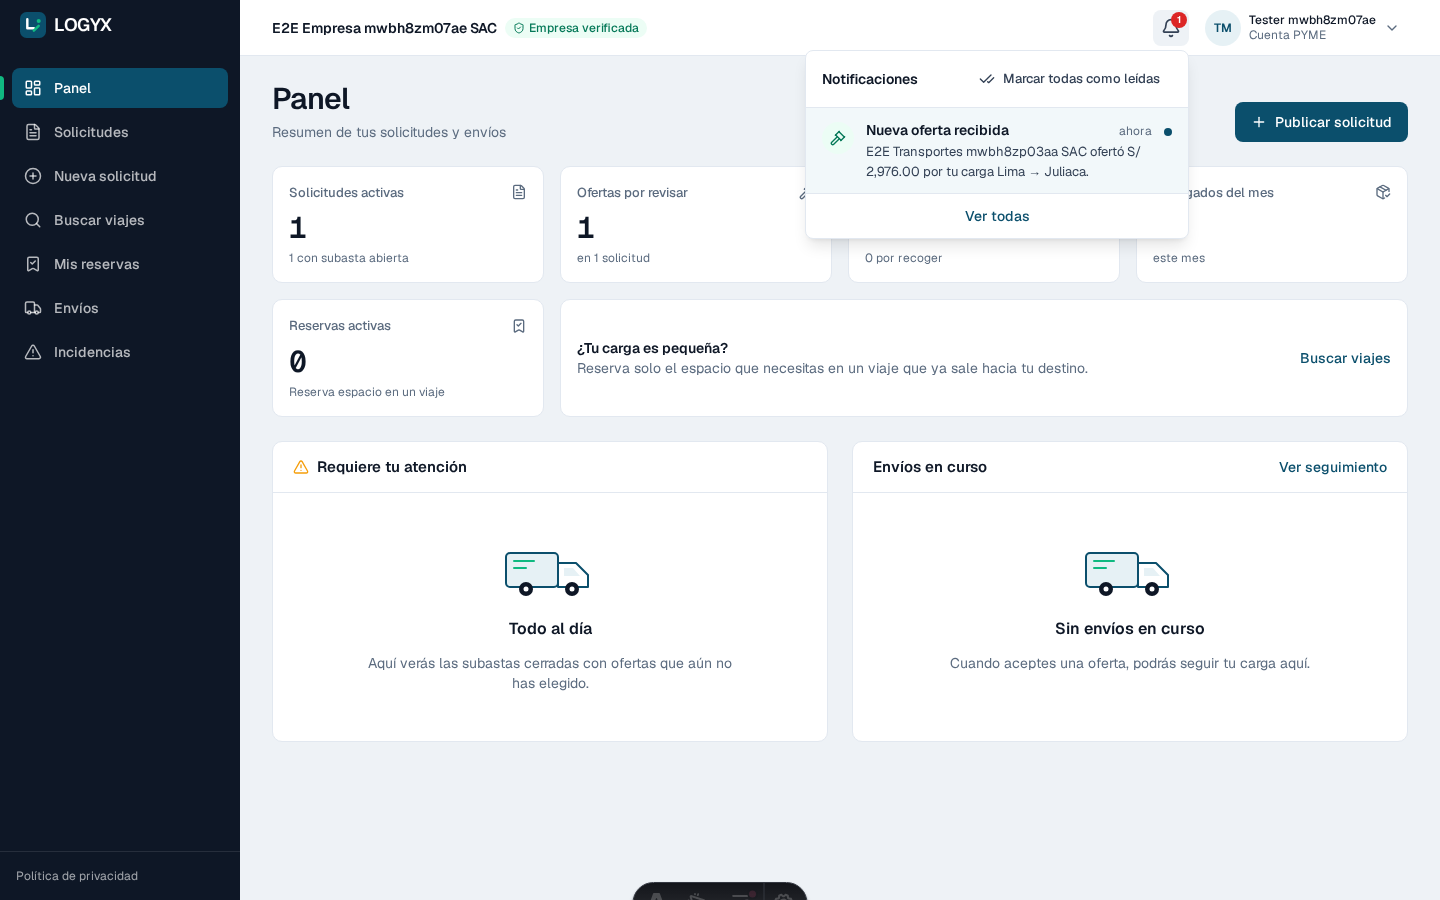 LOGYX
Panel
Solicitudes
Nueva solicitud
Buscar viajes
Mis reservas
Envíos
Incidencias
Política de privacidad
E2E Empresa mwbh8zm07ae SAC
Empresa verificada
1
TM
Tester mwbh8zm07ae
Cuenta PYME
Notificaciones
Marcar todas como leídas
Nueva oferta recibida
ahora
E2E Transportes mwbh8zp03aa SAC ofertó S/
2,976.00 por tu carga Lima → Juliaca.
Ver todas
Panel
Resumen de tus solicitudes y envíos
Publicar solicitud
Solicitudes activas
1
1 con subasta abierta
Ofertas por revisar
1
en 1 solicitud
0 por recoger
del mes
este mes
Reservas activas
0
Reserva espacio en un viaje
¿Tu carga es pequeña?
Reserva solo el espacio que necesitas en un viaje que ya sale hacia tu destino.
Buscar viajes
Requiere tu atención
Todo al día
Aquí verás las subastas cerradas con ofertas que aún no
has elegido.
Envíos en curso
Ver seguimiento
Sin envíos en curso
Cuando aceptes una oferta, podrás seguir tu carga aquí.